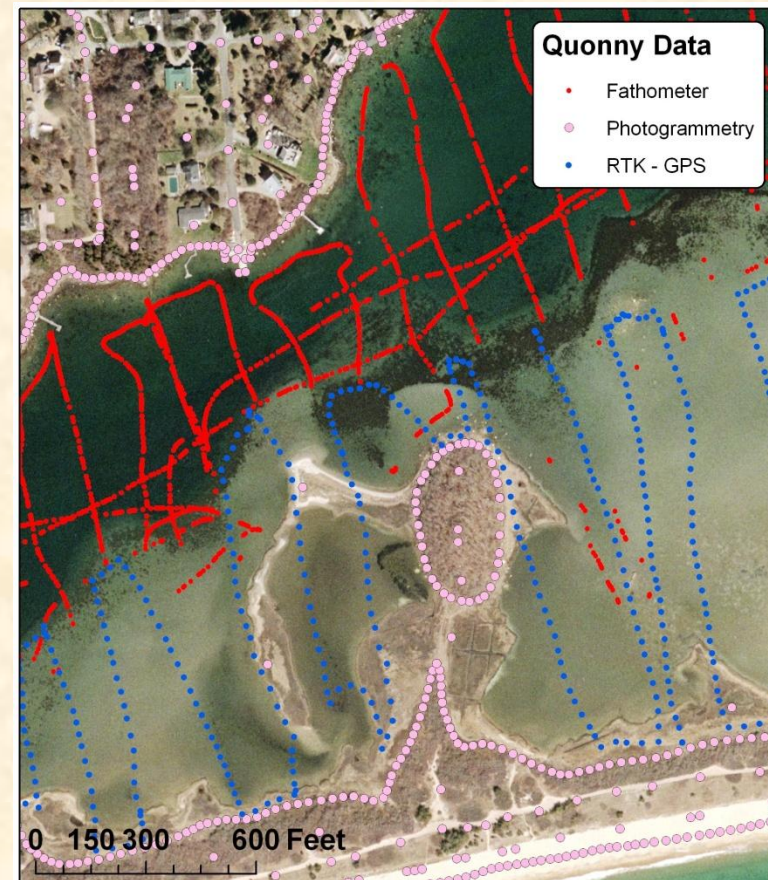 Quonny Data
Fathometer
Photogrammetry
RTK - GPS
0 150 300 600 Feet